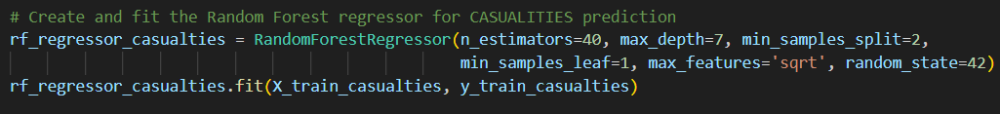 # Create and fit the Random Forest regressor for CASUALITIES prediction
rf_regressor_casualties = RandomForestRegressor(n_estimators=40, max_depth=7, min_samples_split=2,
min_samples_leaf=1, max_features='sqrt', random_state=42)
rf_regressor_casualties.fit(X_train_casualties, y_train_casualties)